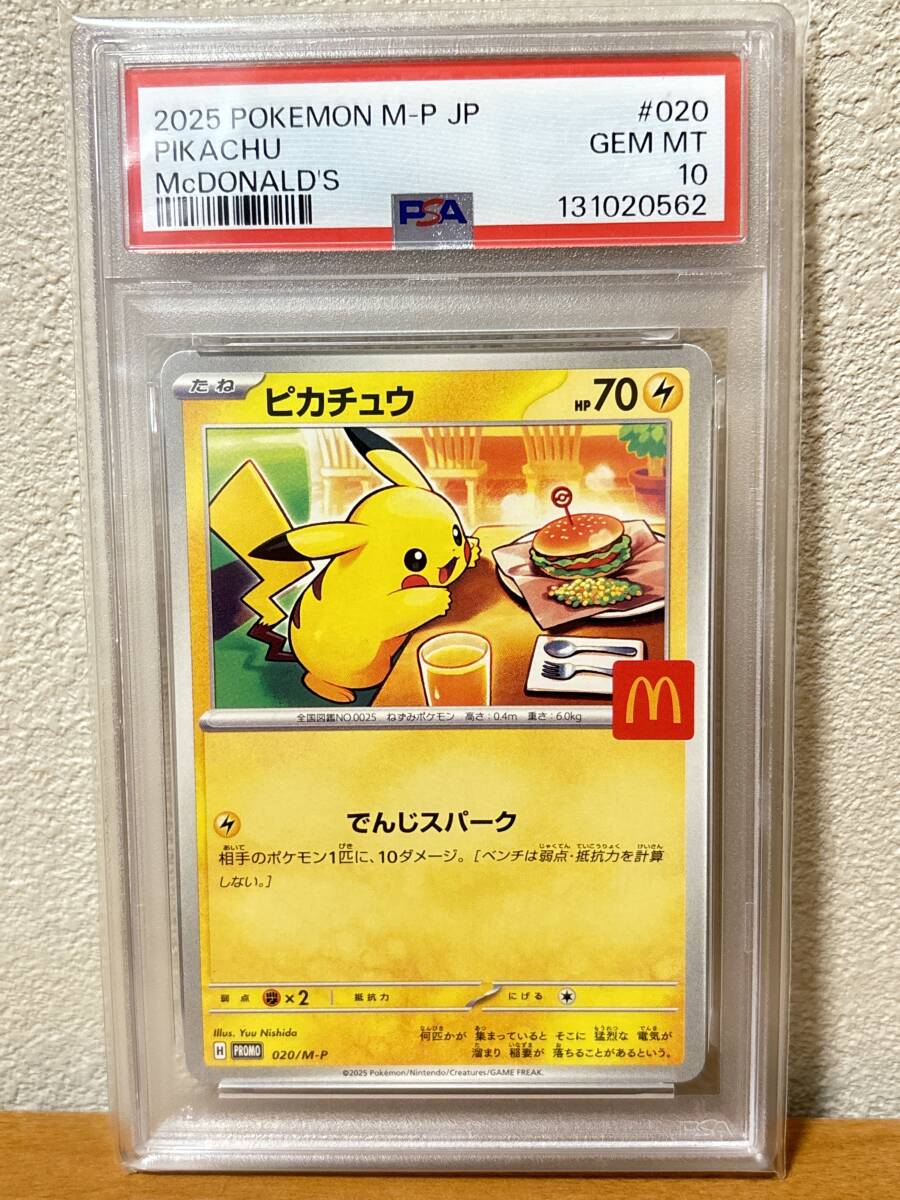 2025 POKEMON M-P JP #020
PIKACHU GEM MT
McDONALD'S 10
PSA 131020562
たね ピカチュウ HP70
全国図鑑NO.0025 ねずみポケモン 高さ:0.4m 重さ:6.0kg
でんじスパーク
相手のポケモン1匹に、10ダメージ。[ベンチは弱点・抵抗力を計算
しない。]
弱点 ×2 抵抗力 にげる
Illus. Yuu Nishida
何匹かが 集まっていると そこに 猛烈な 電気が
溜まり 稲妻が 落ちることがあるという。
H PROMO 020/M-P
©2025 Pokémon/Nintendo/Creatures/GAME FREAK.
PSA